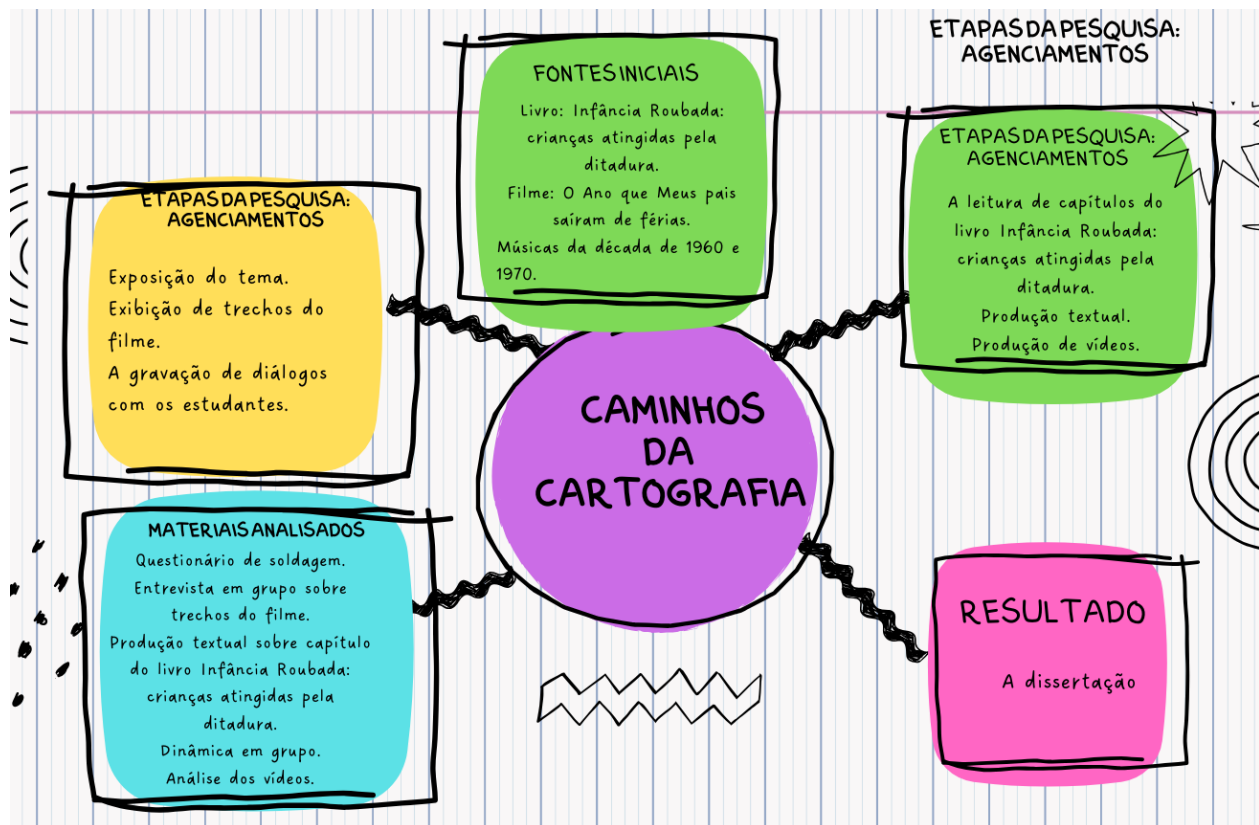 ETAPAS DA PESQUISA:
AGENCIAMENTOS
FONTES INICIAIS
Livro: Infância Roubada:
crianças atingidas pela
ditadura.
Filme: O Ano que Meus pais
saíram de férias.
Músicas da década de 1960 e
1970.
ETAPAS DA PESQUISA:
AGENCIAMENTOS
A leitura de capítulos do
livro Infância Roubada:
crianças atingidas pela
ditadura.
Produção textual.
Produção de vídeos.
ETAPAS DA PESQUISA:
AGENCIAMENTOS
Exposição do tema.
Exibição de trechos do
filme.
A gravação de diálogos
com os estudantes.
CAMINHOS
DA
CARTOGRAFIA
MATERIAIS ANALISADOS
Questionário de soldagem.
Entrevista em grupo sobre
trechos do filme.
Produção textual sobre capítulo
do livro Infância Roubada:
crianças atingidas pela
ditadura.
Dinâmica em grupo.
Análise dos vídeos.
RESULTADO
A dissertação